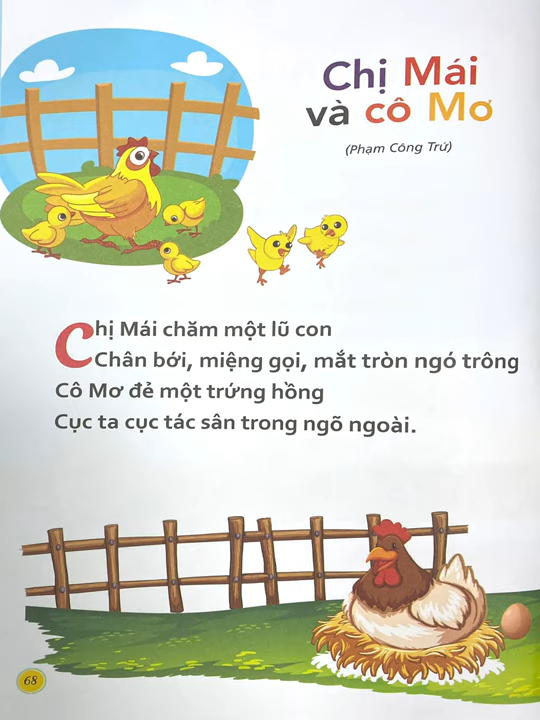 Chị Mái
và cô Mơ
(Phạm Công Trứ)
Chị Mái chăm một lũ con
Chân bới, miệng gọi, mắt tròn ngó trông
Cô Mơ đẻ một trứng hồng
Cục ta cục tác sân trong ngõ ngoài.
68